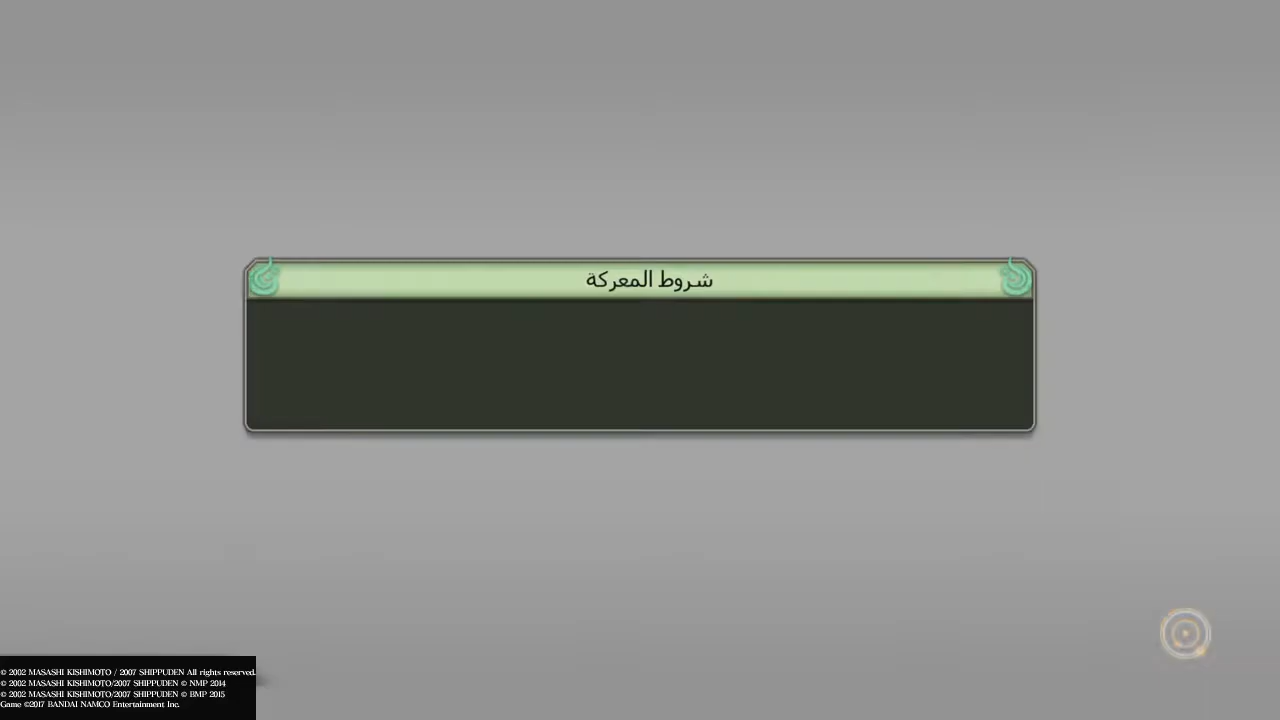 شروط المعركة
© 2002 MASASHI KISHIMOTO / 2007 SHIPPUDEN All rights reserved.
© 2002 MASASHI KISHIMOTO/2007 SHIPPUDEN © NMP 2014
© 2002 MASASHI KISHIMOTO/2007 SHIPPUDEN © BMP 2015
Game ©2017 BANDAI NAMCO Entertainment Inc.